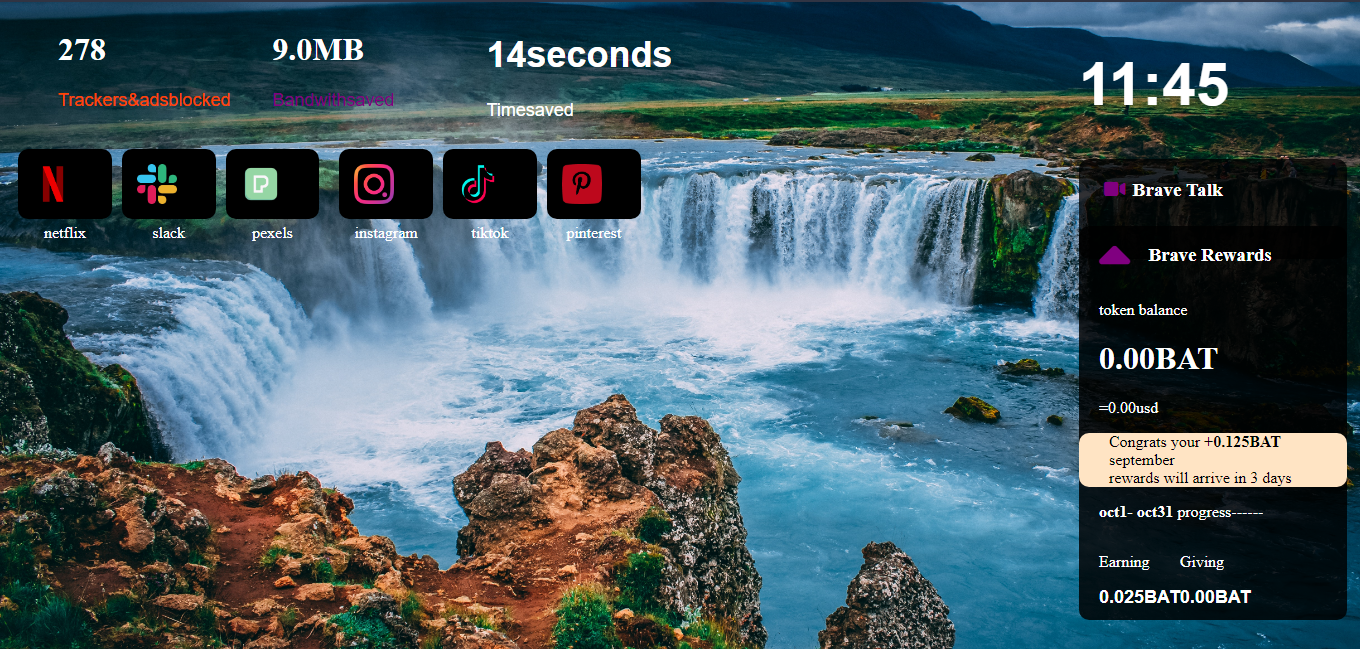 278
9.0MB
14seconds
Trackers&adsblocked
Bandwithsaved
Timesaved
11:45
netflix
slack
pexels
instagram
tiktok
pinterest
Brave Talk
Brave Rewards
token balance
0.00BAT
=0.00usd
Congrats your +0.125BAT
september
rewards will arrive in 3 days
oct1- oct31 progress------
Earning Giving
0.025BAT0.00BAT